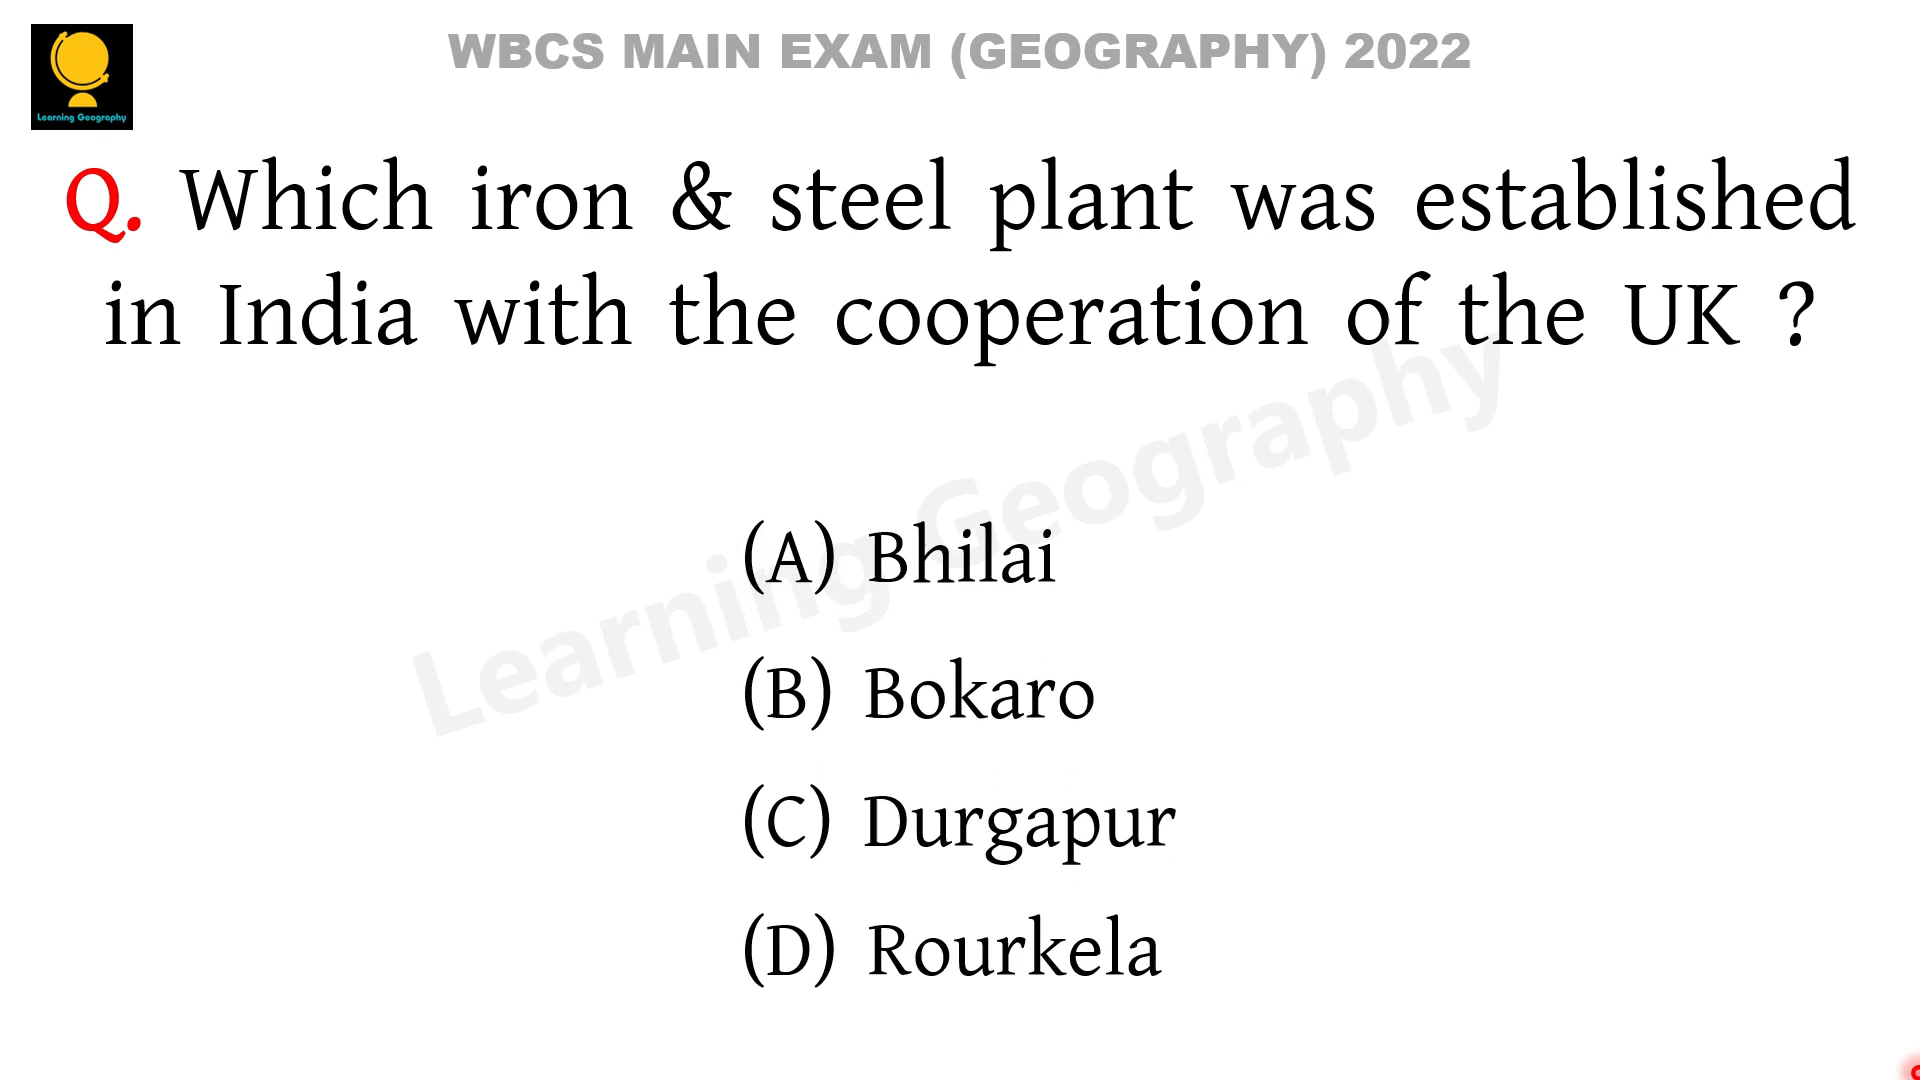 WBCS MAIN EXAM (GEOGRAPHY) 2022
Learning Geography
Q. Which iron & steel plant was established
in India with the cooperation of the UK ?
Learning Geography
(A) Bhilai
(B) Bokaro
(C) Durgapur
(D) Rourkela